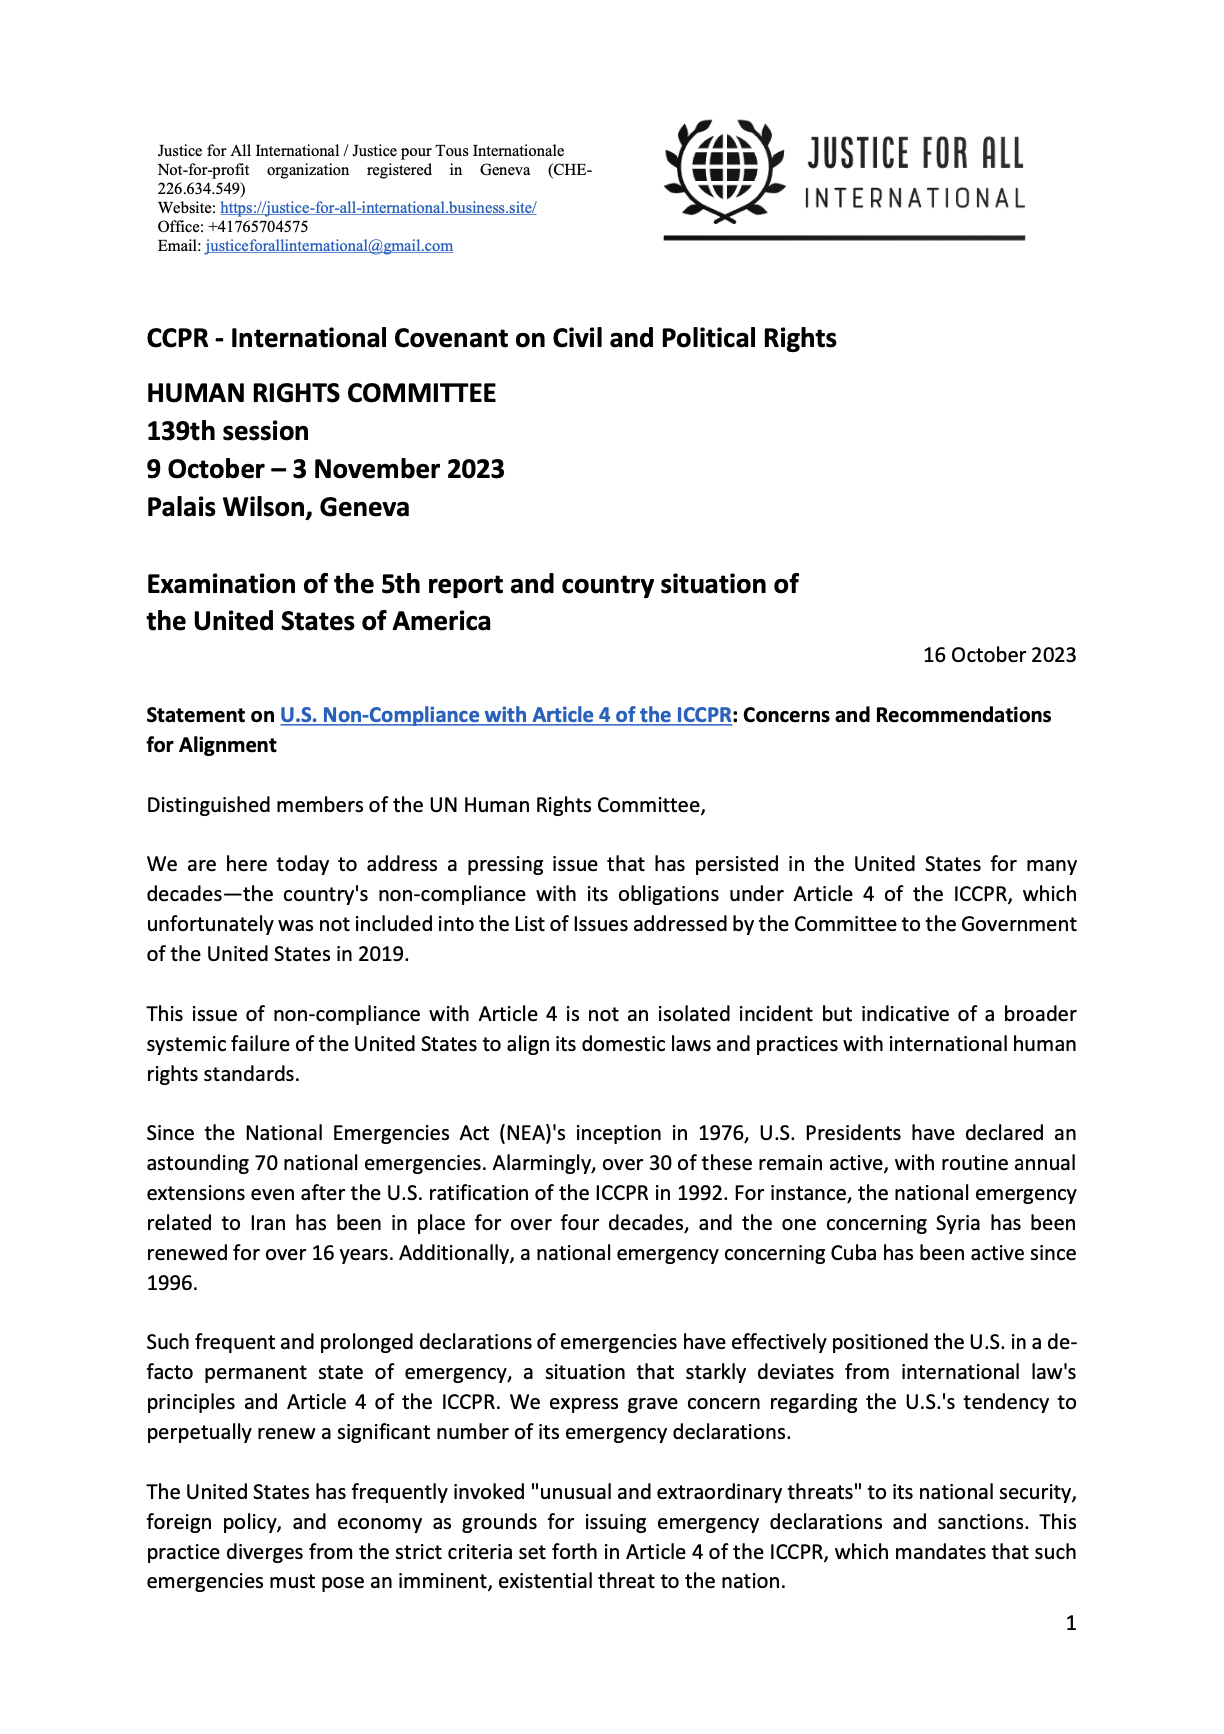 Justice for All International / Justice pour Tous Internationale
Not-for-profit organization registered in Geneva (CHE-
226.634.549)
Website: https://justice-for-all-international.business.site/
Office: +41765704575
Email: justiceforallinternational@gmail.com
JUSTICE FOR ALL
INTERNATIONAL
CCPR - International Covenant on Civil and Political Rights
HUMAN RIGHTS COMMITTEE
139th session
9 October – 3 November 2023
Palais Wilson, Geneva
Examination of the 5th report and country situation of
the United States of America
16 October 2023
Statement on U.S. Non-Compliance with Article 4 of the ICCPR: Concerns and Recommendations
for Alignment
Distinguished members of the UN Human Rights Committee,
We are here today to address a pressing issue that has persisted in the United States for many
decades—the country's non-compliance with its obligations under Article 4 of the ICCPR, which
unfortunately was not included into the List of Issues addressed by the Committee to the Government
of the United States in 2019.
This issue of non-compliance with Article 4 is not an isolated incident but indicative of a broader
systemic failure of the United States to align its domestic laws and practices with international human
rights standards.
Since the National Emergencies Act (NEA)'s inception in 1976, U.S. Presidents have declared an
astounding 70 national emergencies. Alarmingly, over 30 of these remain active, with routine annual
extensions even after the U.S. ratification of the ICCPR in 1992. For instance, the national emergency
related to Iran has been in place for over four decades, and the one concerning Syria has been
renewed for over 16 years. Additionally, a national emergency concerning Cuba has been active since
1996.
Such frequent and prolonged declarations of emergencies have effectively positioned the U.S. in a de-
facto permanent state of emergency, a situation that starkly deviates from international law's
principles and Article 4 of the ICCPR. We express grave concern regarding the U.S.'s tendency to
perpetually renew a significant number of its emergency declarations.
The United States has frequently invoked "unusual and extraordinary threats" to its national security,
foreign policy, and economy as grounds for issuing emergency declarations and sanctions. This
practice diverges from the strict criteria set forth in Article 4 of the ICCPR, which mandates that such
emergencies must pose an imminent, existential threat to the nation.
1